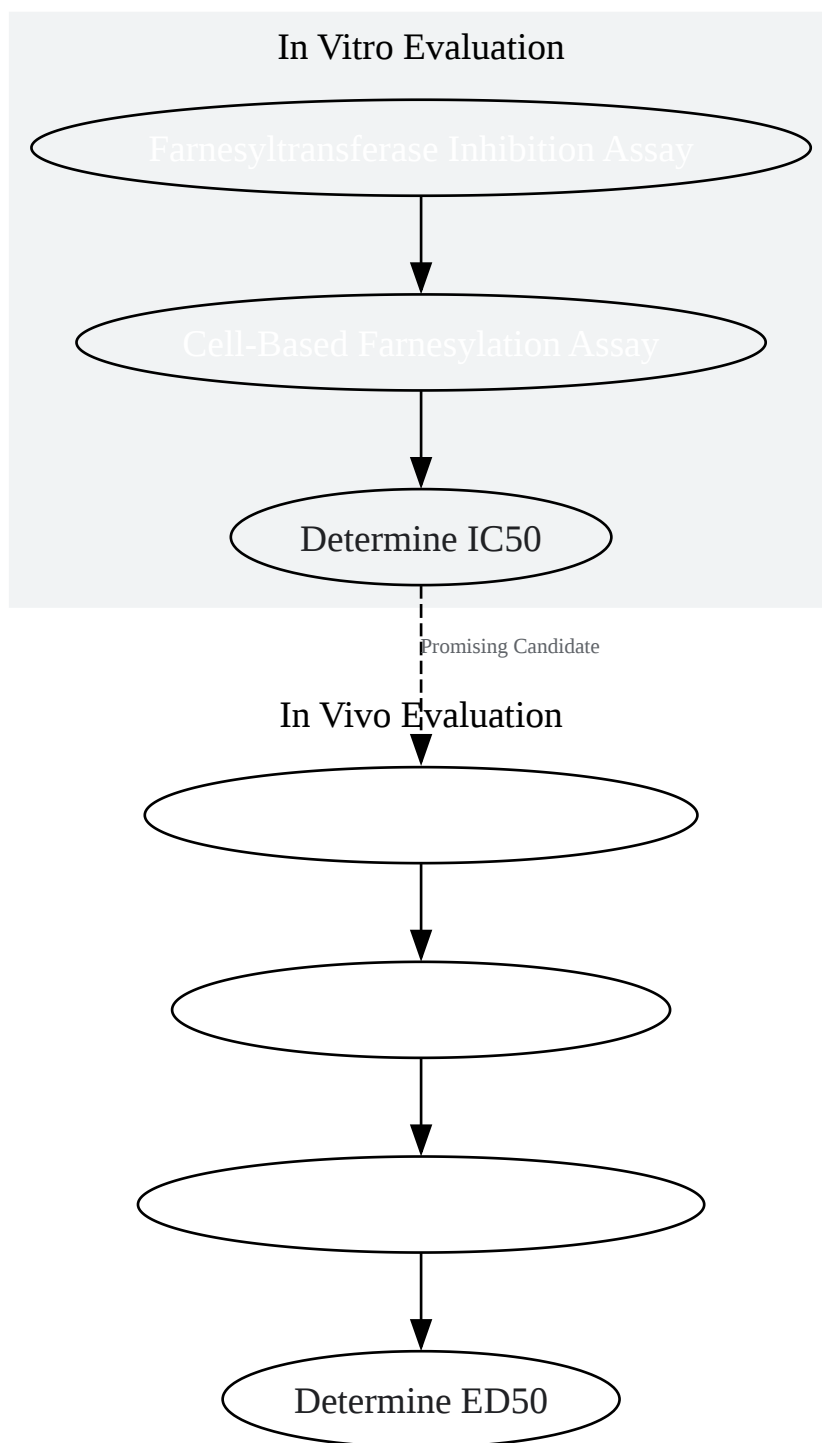 In Vitro Evaluation
Farnesyltransferase Inhibition Assay
Cell-Based Farnesylation Assay
Determine IC50
Promising Candidate
In Vivo Evaluation
Determine ED50